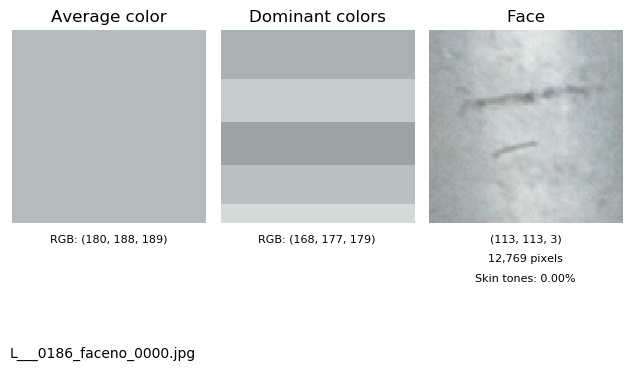 Average color
Dominant colors
Face
RGB: (180, 188, 189)
RGB: (168, 177, 179)
(113, 113, 3)
12,769 pixels
Skin tones: 0.00%
L___0186_faceno_0000.jpg